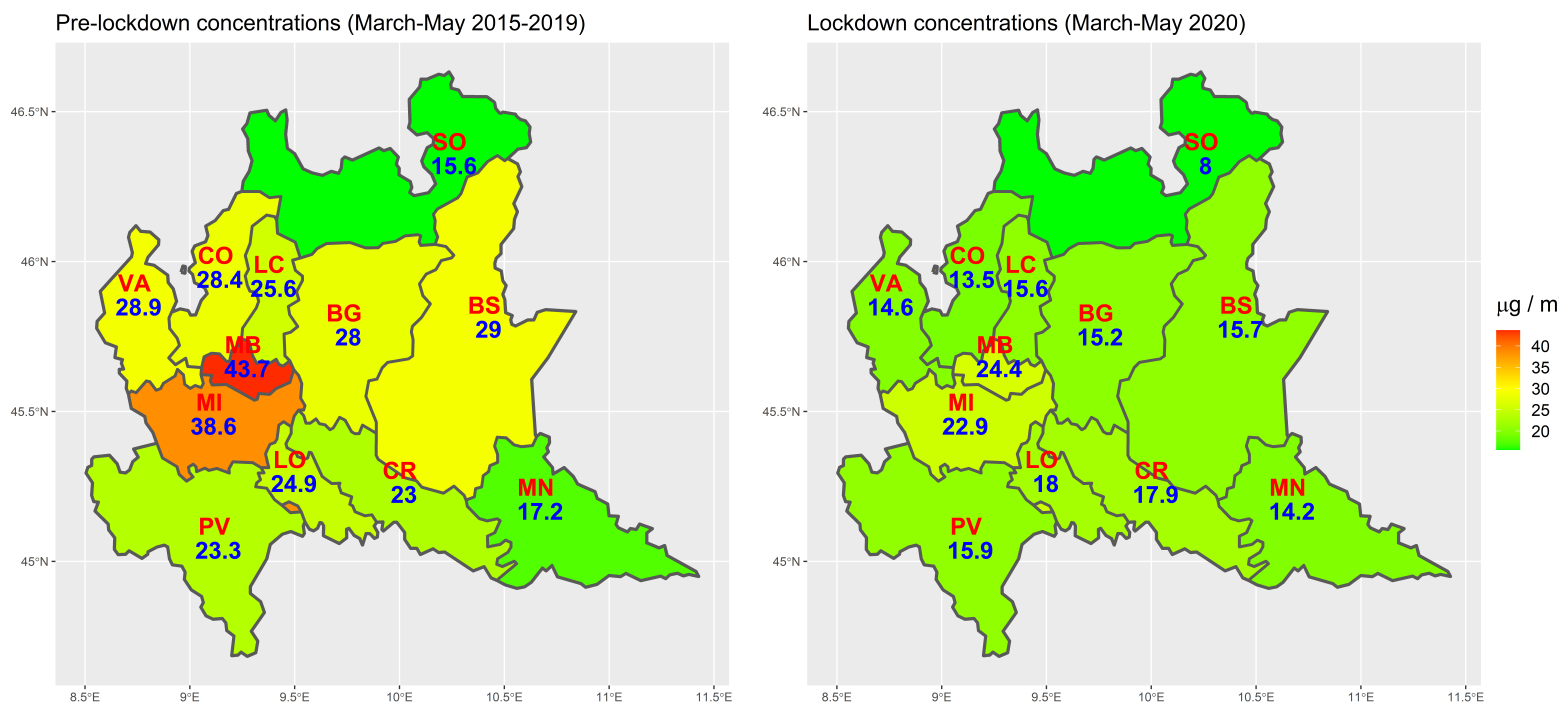 Pre-lockdown concentrations (March-May 2015-2019)
46.5°N
46°N
45.5°N
45°N
SO
15.6
CO
28.4
LC
25.6
VA
28.9
BG
28
BS
29
MB
43.7
MI
38.6
LO
24.9
CR
23
MN
17.2
PV
23.3
8.5°E 9°E 9.5°E 10°E 10.5°E 11°E 11.5°E
Lockdown concentrations (March-May 2020)
46.5°N
46°N
45.5°N
45°N
SO
8
CO
13.5
LC
15.6
VA
14.6
BG
15.2
BS
15.7
MB
24.4
MI
22.9
LO
18
CR
17.9
MN
14.2
PV
15.9
8.5°E 9°E 9.5°E 10°E 10.5°E 11°E 11.5°E
μg / m
40
35
30
20